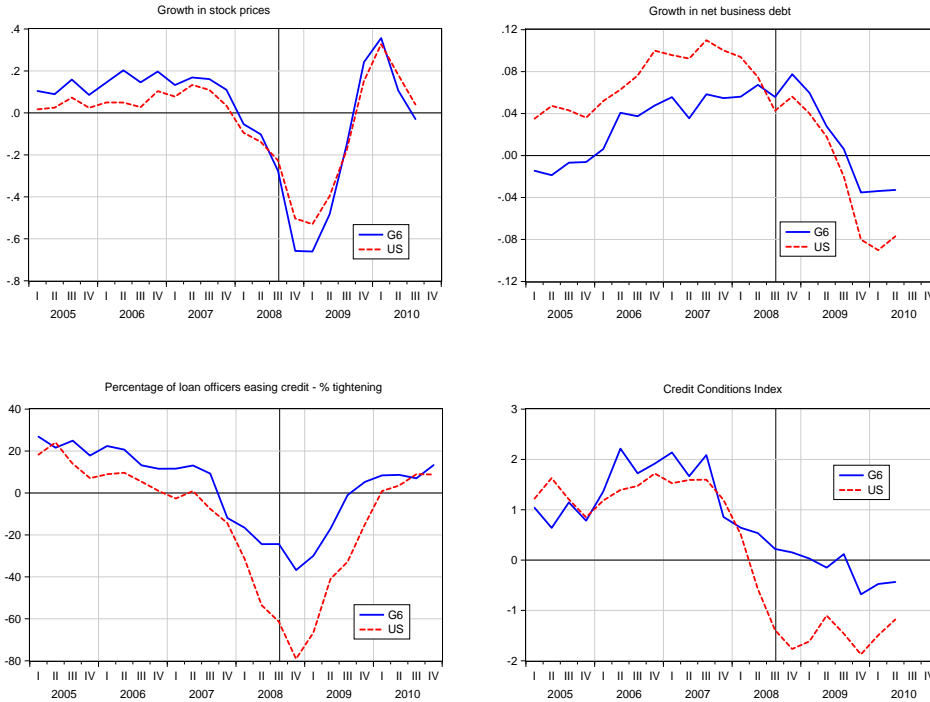 Growth in stock prices
.4
.2
.0
-.2
-.4
-.6
-.8
G6
US
I II III IV I II III IV I II III IV I II III IV I II III IV I II III IV
2005 2006 2007 2008 2009 2010
Growth in net business debt
.12
.08
.04
.00
-.04
-.08
-.12
G6
US
I II III IV I II III IV I II III IV I II III IV I II III IV I II III IV
2005 2006 2007 2008 2009 2010
Percentage of loan officers easing credit - % tightening
40
20
0
-20
-40
-60
-80
G6
US
I II III IV I II III IV I II III IV I II III IV I II III IV I II III IV
2005 2006 2007 2008 2009 2010
Credit Conditions Index
3
2
1
0
-1
-2
G6
US
I II III IV I II III IV I II III IV I II III IV I II III IV I II III IV
2005 2006 2007 2008 2009 2010